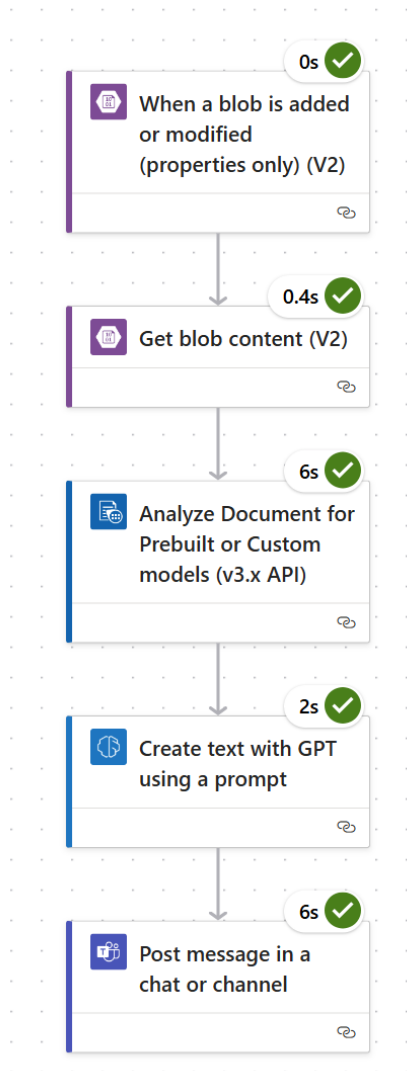 0s
When a blob is added
or modified
(properties only) (V2)
0.4s
Get blob content (V2)
6s
Analyze Document for
Prebuilt or Custom
models (v3.x API)
2s
Create text with GPT
using a prompt
6s
Post message in a
chat or channel